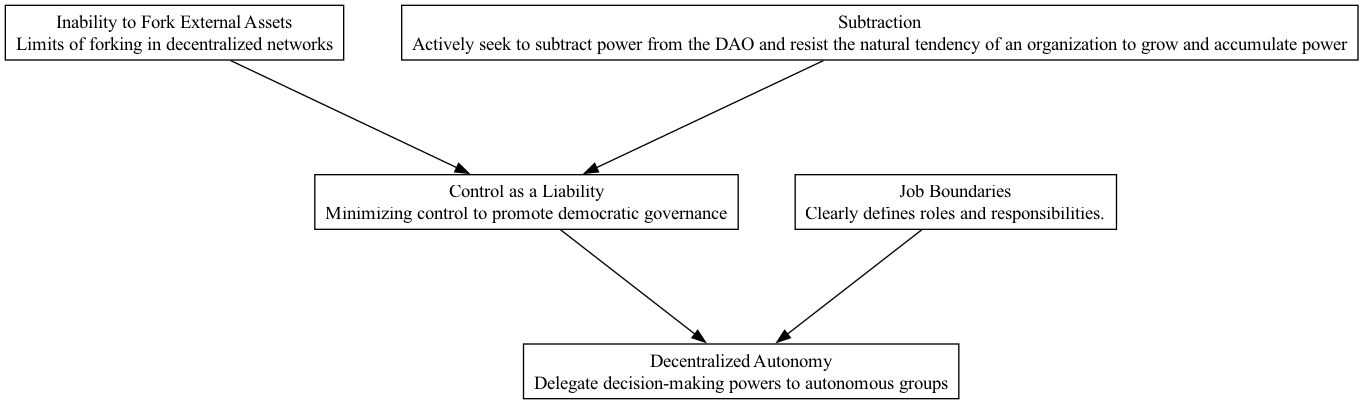 Inability to Fork External Assets
Limits of forking in decentralized networks
Subtraction
Actively seek to subtract power from the DAO and resist the natural tendency of an organization to grow and accumulate power
Control as a Liability
Minimizing control to promote democratic governance
Job Boundaries
Clearly defines roles and responsibilities.
Decentralized Autonomy
Delegate decision-making powers to autonomous groups